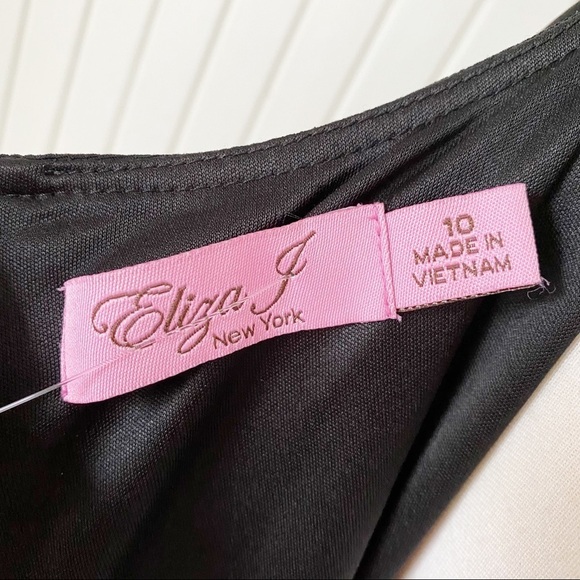 Eliza J
New York
10
MADE IN
VIETNAM